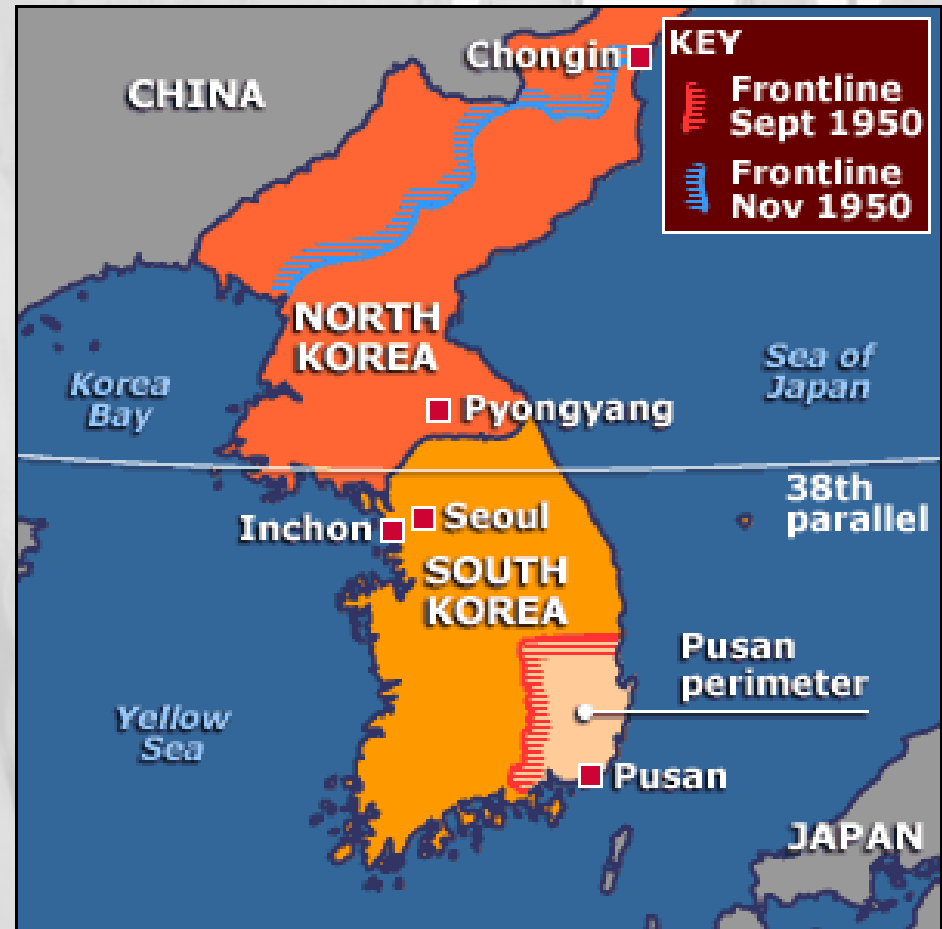 Chongin
KEY
CHINA
Frontline
Sept 1950
Frontline
Nov 1950
NORTH
KOREA
Sea of
Japan
Korea
Bay
Pyongyang
38th
parallel
Inchon
Seoul
SOUTH
KOREA
Pusan
perimeter
Yellow
Sea
Pusan
JAPAN